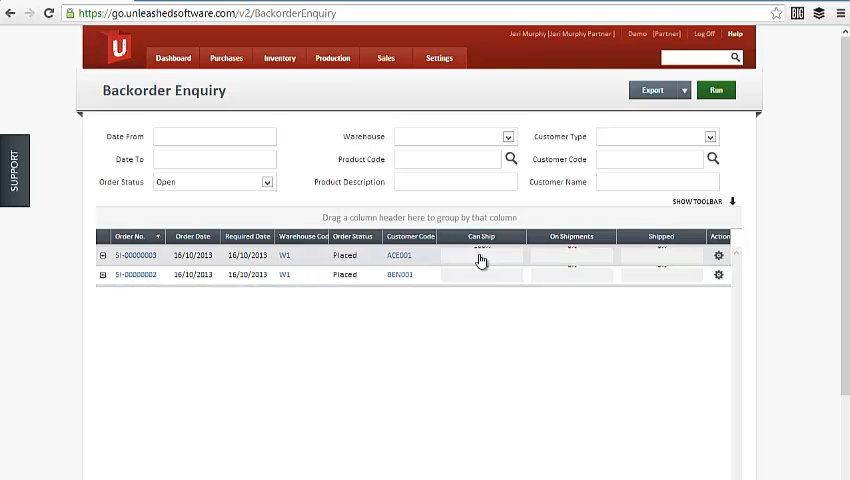 https://go.unleashedsoftware.com/v2/BackorderEnquiry
BIG
Jeri Murphy [Jeri Murphy Partner ] Demo [Partner] Log Off Help
U
Dashboard Purchases Inventory Production Sales Settings
Backorder Enquiry Export Run
Date From Warehouse Customer Type
Date To Product Code Customer Code
Order Status Open Product Description Customer Name
SUPPORT
SHOW TOOLBAR
Drag a column header here to group by that column
Order No. Order Date Required Date Warehouse Cod Order Status Customer Code Can Ship On Shipments Shipped Action
SI-00000003 16/10/2013 16/10/2013 W1 Placed ACE001
SI-00000002 16/10/2013 16/10/2013 W1 Placed BEN001